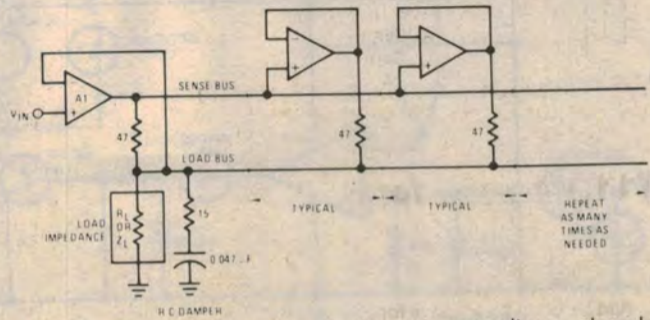 SENSE BUS
A1
VIN
+
-
+
-
+
47
47
47
LOAD BUS
LOAD IMPEDANCE
RL
OR
ZL
15
TYPICAL
TYPICAL
REPEAT
AS MANY
TIMES AS
NEEDED
R C DAMPER